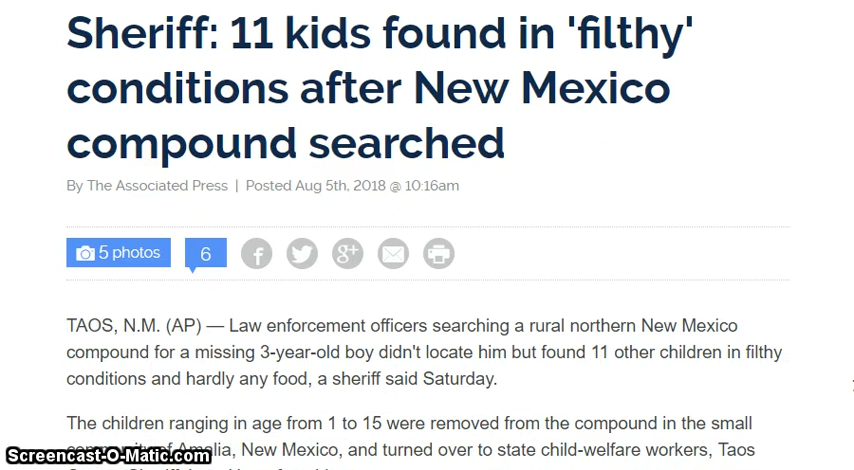 Sheriff: 11 kids found in 'filthy'
conditions after New Mexico
compound searched
By The Associated Press | Posted Aug 5th, 2018 @ 10:16am
5 photos 6 f g+
TAOS, N.M. (AP) — Law enforcement officers searching a rural northern New Mexico
compound for a missing 3-year-old boy didn't locate him but found 11 other children in filthy
conditions and hardly any food, a sheriff said Saturday.
The children ranging in age from 1 to 15 were removed from the compound in the small
community of Amalia, New Mexico, and turned over to state child-welfare workers, Taos
Screencast-O-Matic.com